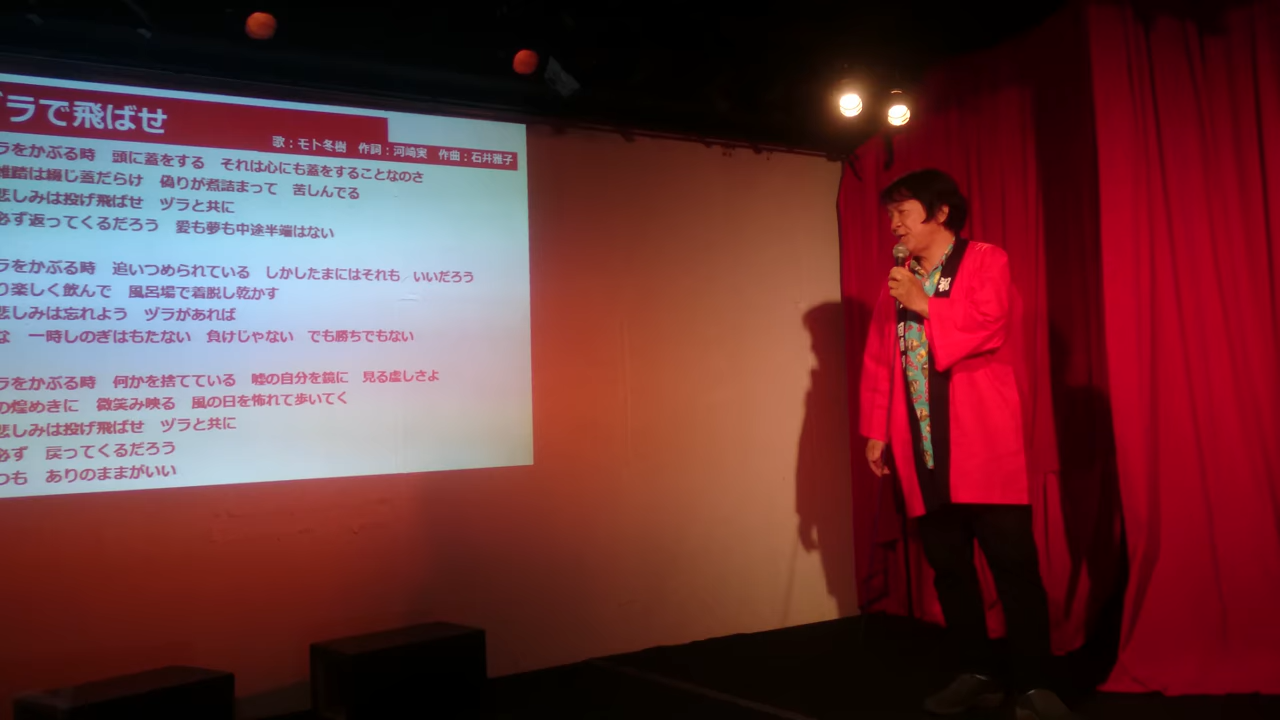 ヅラで飛ばせ
歌：モト冬樹　作詞：河崎実　作曲：石井雅子
ラをかぶる時　頭に蓋をする　それは心にも蓋をすることなのさ
雑踏は綴じ蓋だらけ　偽りが煮詰まって　苦しんでる
悲しみは投げ飛ばせ　ヅラと共に
必ず返ってくるだろう　愛も夢も中途半端はない
ラをかぶる時　追いつめられている　しかしたまにはそれも　いいだろう
り楽しく飲んで　風呂場で着脱し乾かす
悲しみは忘れよう　ヅラがあれば
な　一時しのぎはもたない　負けじゃない　でも勝ちでもない
ラをかぶる時　何かを捨てている　嘘の自分を鏡に　見る虚しさよ
の煌めきに　微笑み映る　風の日を怖れて歩いてく
悲しみは投げ飛ばせ　ヅラと共に
必ず　戻ってくるだろう
つも　ありのままがいい